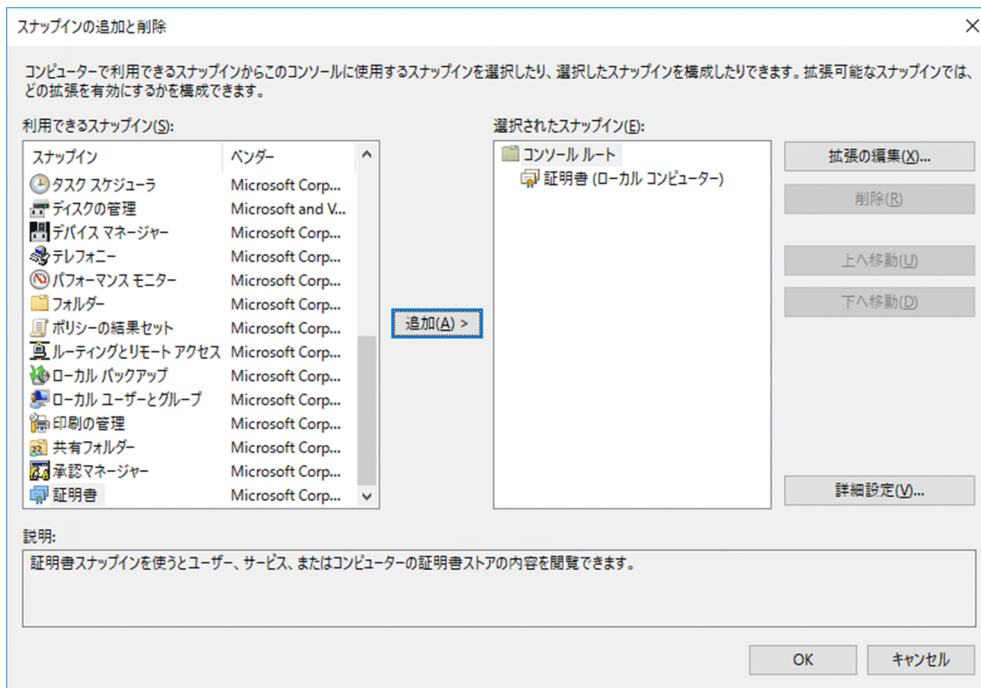 スナップインの追加と削除
コンピューターで利用できるスナップインからこのコンソールに使用するスナップインを選択したり、選択したスナップインを構成したりできます。拡張可能なスナップインでは、
どの拡張を有効にするかを構成できます。
利用できるスナップイン(S):
スナップイン ベンダー
タスク スケジューラ Microsoft Corp...
ディスクの管理 Microsoft and V...
デバイス マネージャー Microsoft Corp...
テレフォニー Microsoft Corp...
パフォーマンス モニター Microsoft Corp...
フォルダー Microsoft Corp...
ポリシーの結果セット Microsoft Corp...
ルーティングとリモート アクセス Microsoft Corp...
ローカル バックアップ Microsoft Corp...
ローカル ユーザーとグループ Microsoft Corp...
印刷の管理 Microsoft Corp...
共有フォルダー Microsoft Corp...
承認マネージャー Microsoft Corp...
証明書 Microsoft Corp...
追加(A) >
選択されたスナップイン(E):
コンソール ルート
証明書 (ローカル コンピューター)
拡張の編集(X)...
削除(R)
上へ移動(U)
下へ移動(D)
詳細設定(V)...
説明:
証明書スナップインを使うとユーザー、サービス、またはコンピューターの証明書ストアの内容を閲覧できます。
OK
キャンセル